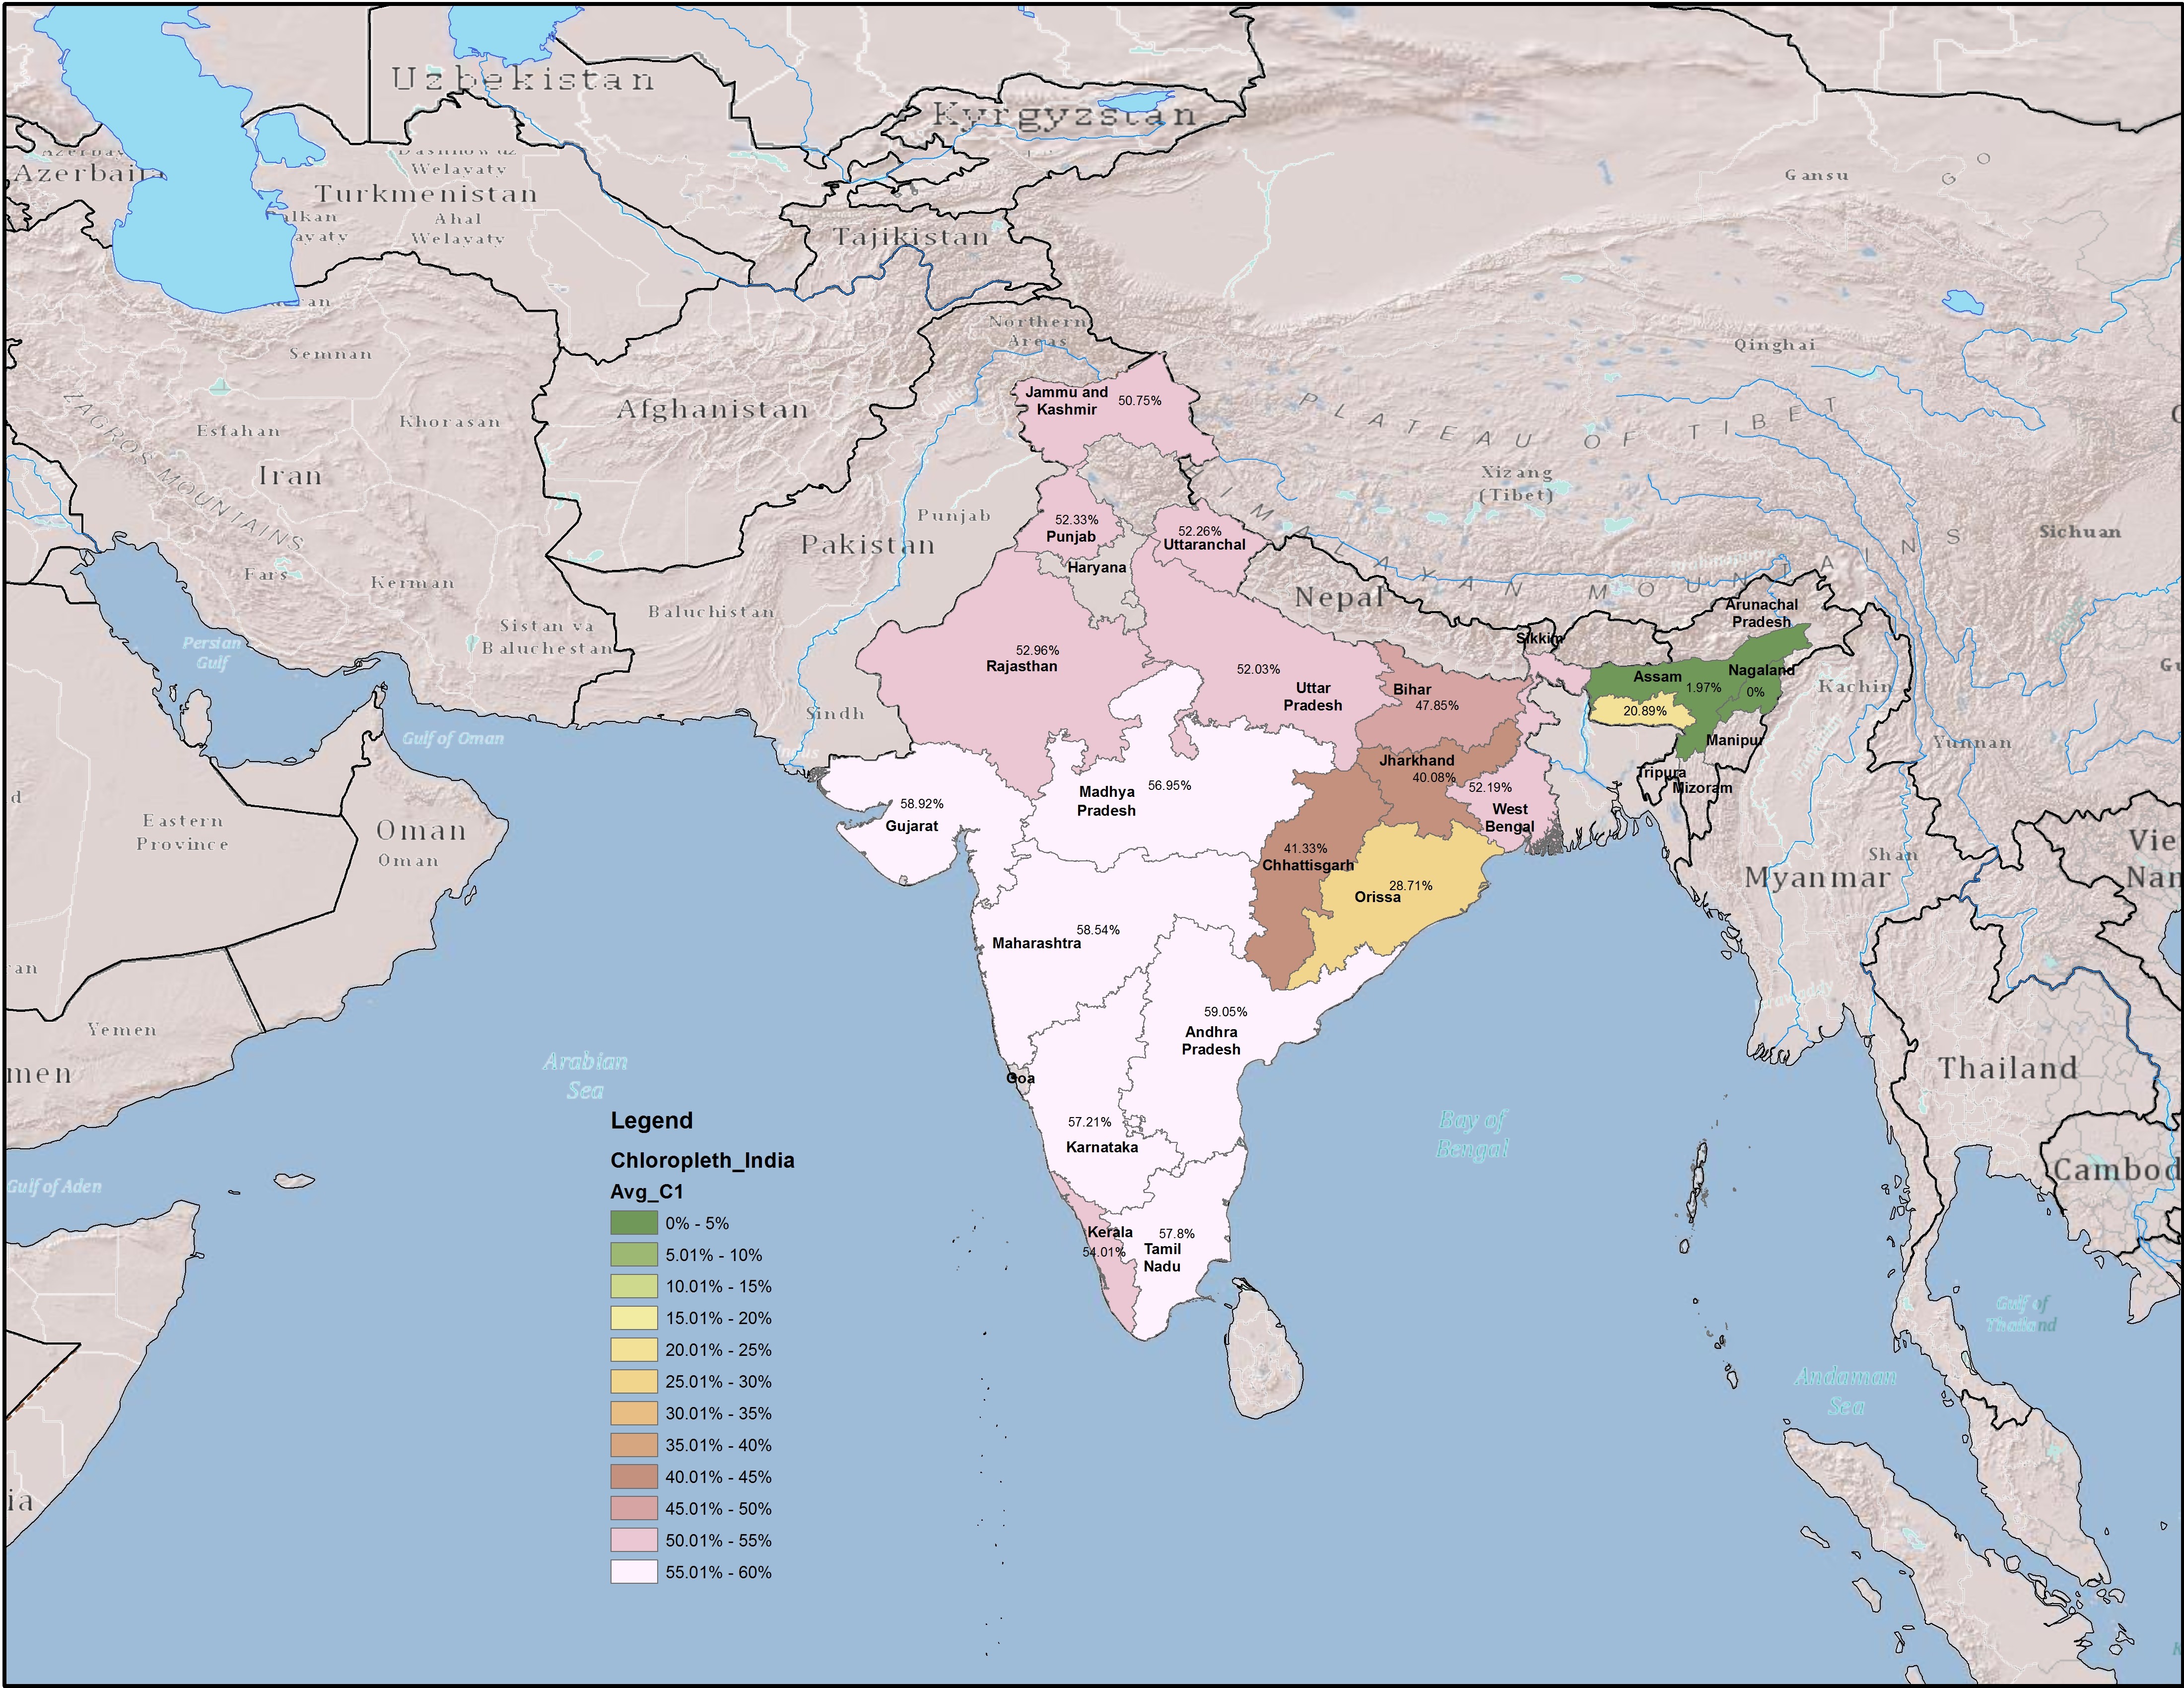 Uzbekistan
Kyrgyzstan
Azerbai
Welayaty
Turkmenistan
Ahal
Welayaty
Tajikistan
Gansu
G O
Semnan
Northern
Areas
Qinghai
Jammu and
Kashmir
50.75%
Afghanistan
Khorasan
Esfahan
Iran
ZAGROS MOUNTAINS
PLATEAU OF TIBET
Xizang
(Tibet)
Sichuan
Punjab
Pakistan
52.33%
Punjab
52.26%
Uttaranchal
Haryana
Fars
Kerman
Baluchistan
Sistan va
Baluchestan
Nepal
IMALAYAN MOUNTAINS
Arunachal
Pradesh
Sikkim
Persian
Gulf
52.96%
Rajasthan
52.03%
Uttar
Pradesh
Bihar
47.85%
Assam
1.97%
Nagaland
0%
20.89%
Kachin
Manipur
Yunnan
Sindh
Gulf of Oman
Indus
Jharkhand
40.08%
Tripura
Mizoram
52.19%
West
Bengal
Madhya
Pradesh
56.95%
58.92%
Gujarat
Eastern
Province
Oman
Oman
41.33%
Chhattisgarh
28.71%
Orissa
Shan
Myanmar
Vie
Nan
58.54%
Maharashtra
Irrawaddy
59.05%
Andhra
Pradesh
Yemen
men
Arabian
Sea
Goa
Thailand
57.21%
Karnataka
Bay of
Bengal
Cambod
Gulf of Aden
Kerala
54.01%
57.8%
Tamil
Nadu
Gulf of
Thailand
Andaman
Sea
ia
Legend
Chloropleth_India
Avg_C1
0% - 5%
5.01% - 10%
10.01% - 15%
15.01% - 20%
20.01% - 25%
25.01% - 30%
30.01% - 35%
35.01% - 40%
40.01% - 45%
45.01% - 50%
50.01% - 55%
55.01% - 60%